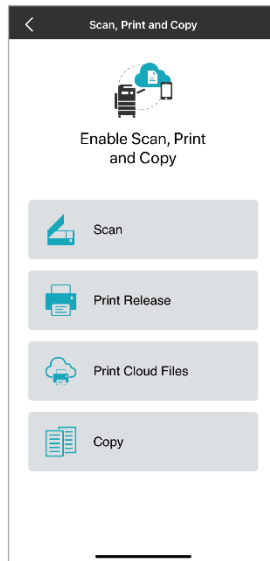 Scan, Print and Copy
Enable Scan, Print
and Copy
Scan
Print Release
Print Cloud Files
Copy